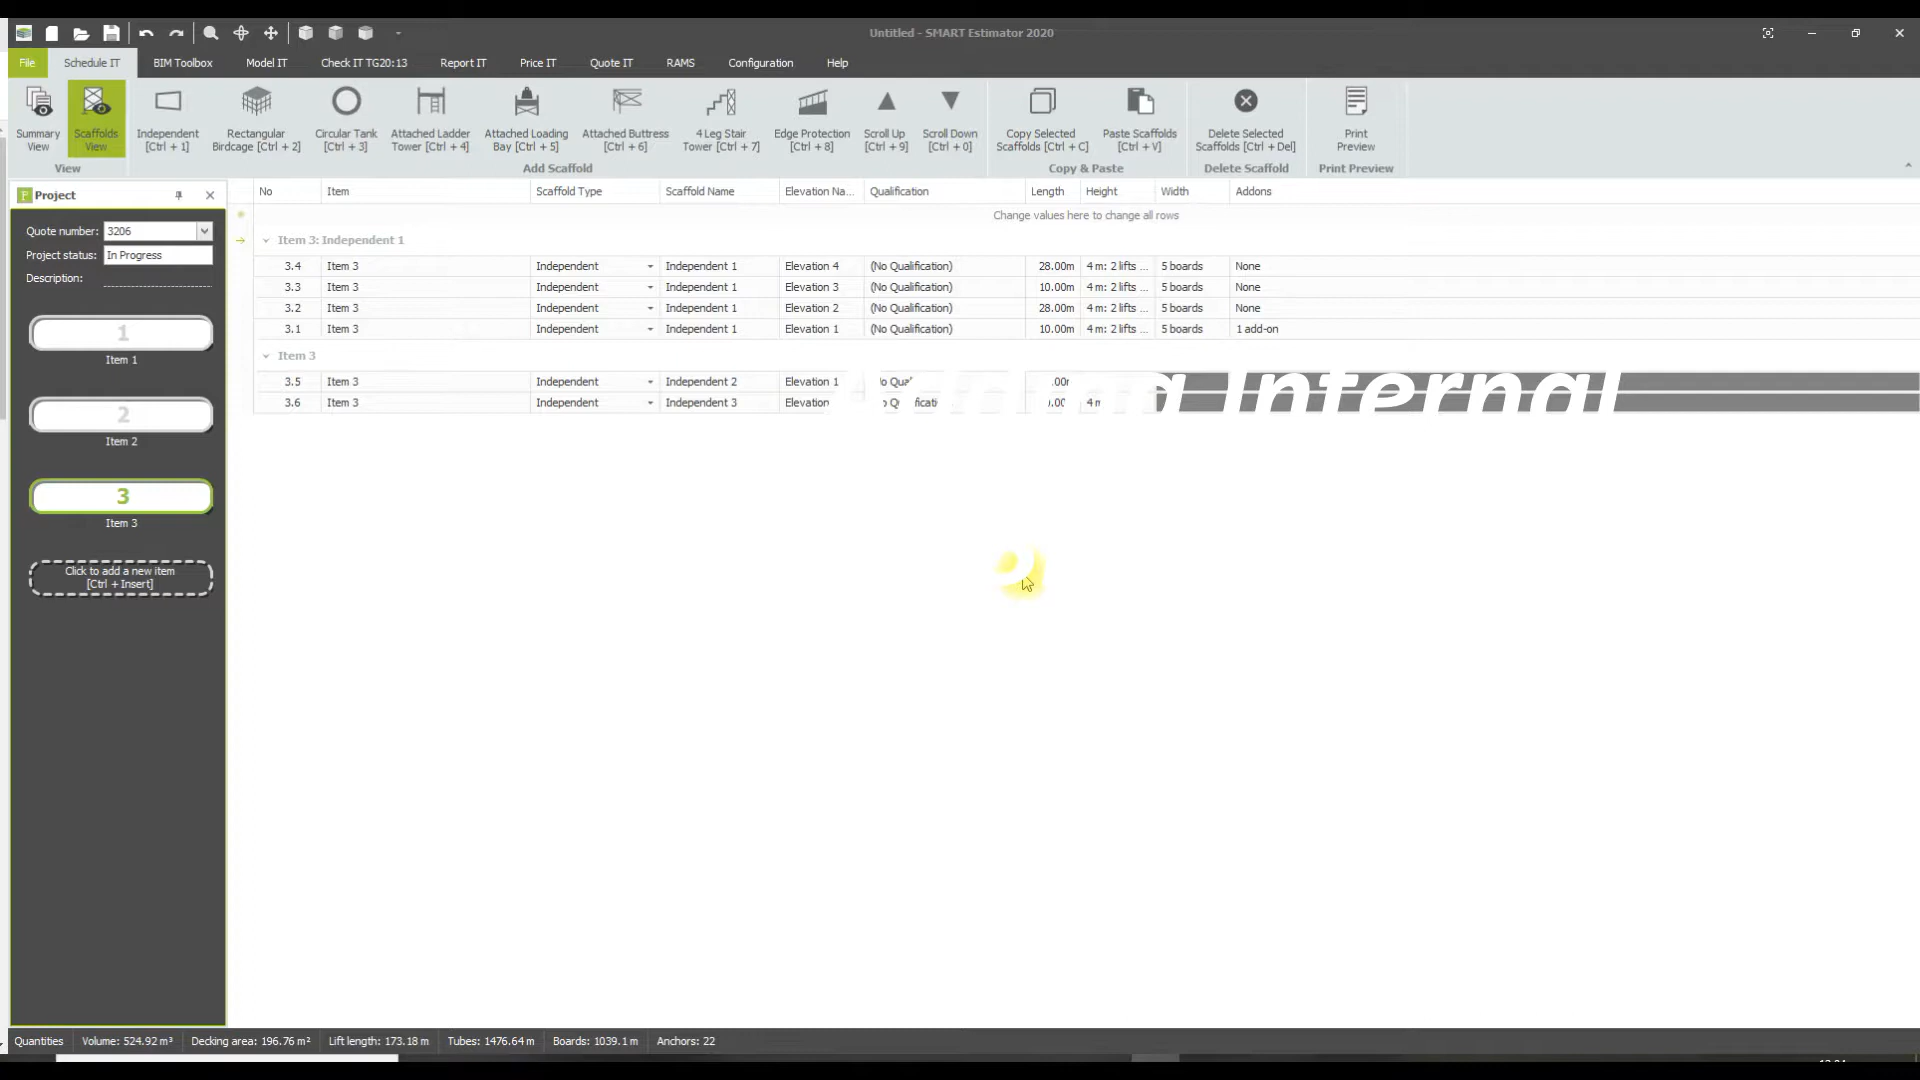 Untitled - SMART Estimator 2020
File Schedule IT BIM Toolbox Model IT Check IT TG20:13 Report IT Price IT Quote IT RAMS Configuration Help
Summary View
Scaffolds View
Independent [Ctrl + 1]
Rectangular Birdcage [Ctrl + 2]
Circular Tank [Ctrl + 3]
Attached Ladder Tower [Ctrl + 4]
Attached Loading Bay [Ctrl + 5]
Attached Buttress [Ctrl + 6]
4 Leg Stair Tower [Ctrl + 7]
Edge Protection [Ctrl + 8]
Scroll Up [Ctrl + 9]
Scroll Down [Ctrl + 0]
Copy Selected Scaffolds [Ctrl + C]
Paste Scaffolds [Ctrl + V]
Delete Selected Scaffolds [Ctrl + Del]
Print Preview
View Add Scaffold Copy & Paste Delete Scaffold Print Preview
Project
Quote number: 3206
Project status: In Progress
Description:
1
Item 1
2
Item 2
3
Item 3
Click to add a new item
[Ctrl + Insert]
No Item Scaffold Type Scaffold Name Elevation Na... Qualification Length Height Width Addons
Change values here to change all rows
Item 3: Independent 1
3.4 Item 3 Independent Independent 1 Elevation 4 (No Qualification) 28.00m 4 m: 2 lifts ... 5 boards None
3.3 Item 3 Independent Independent 1 Elevation 3 (No Qualification) 10.00m 4 m: 2 lifts ... 5 boards None
3.2 Item 3 Independent Independent 1 Elevation 2 (No Qualification) 28.00m 4 m: 2 lifts ... 5 boards None
3.1 Item 3 Independent Independent 1 Elevation 1 (No Qualification) 10.00m 4 m: 2 lifts ... 5 boards 1 add-on
Item 3
3.5 Item 3 Independent Independent 2 Elevation 1
3.6 Item 3 Independent Independent 3 Elevation
Internal
Quantities Volume: 524.92 m³ Decking area: 196.76 m² Lift length: 173.18 m Tubes: 1476.64 m Boards: 1039.1 m Anchors: 22